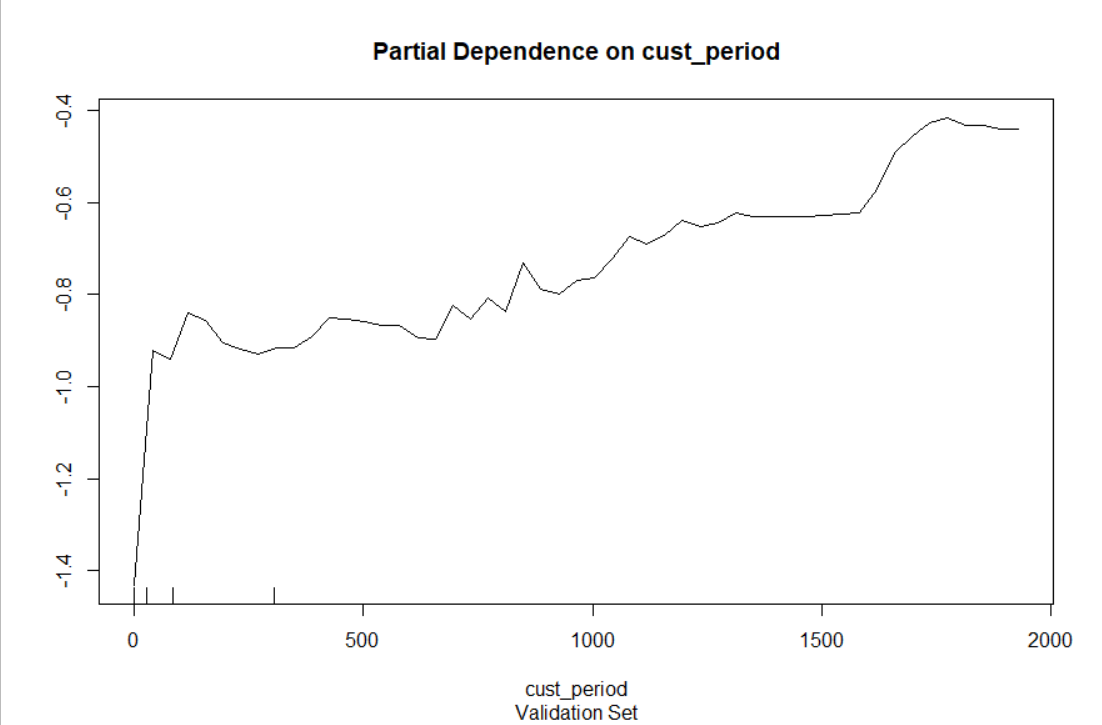 Partial Dependence on cust_period
-0.4
-0.6
-0.8
-1.0
-1.2
-1.4
0 500 1000 1500 2000
cust_period
Validation Set